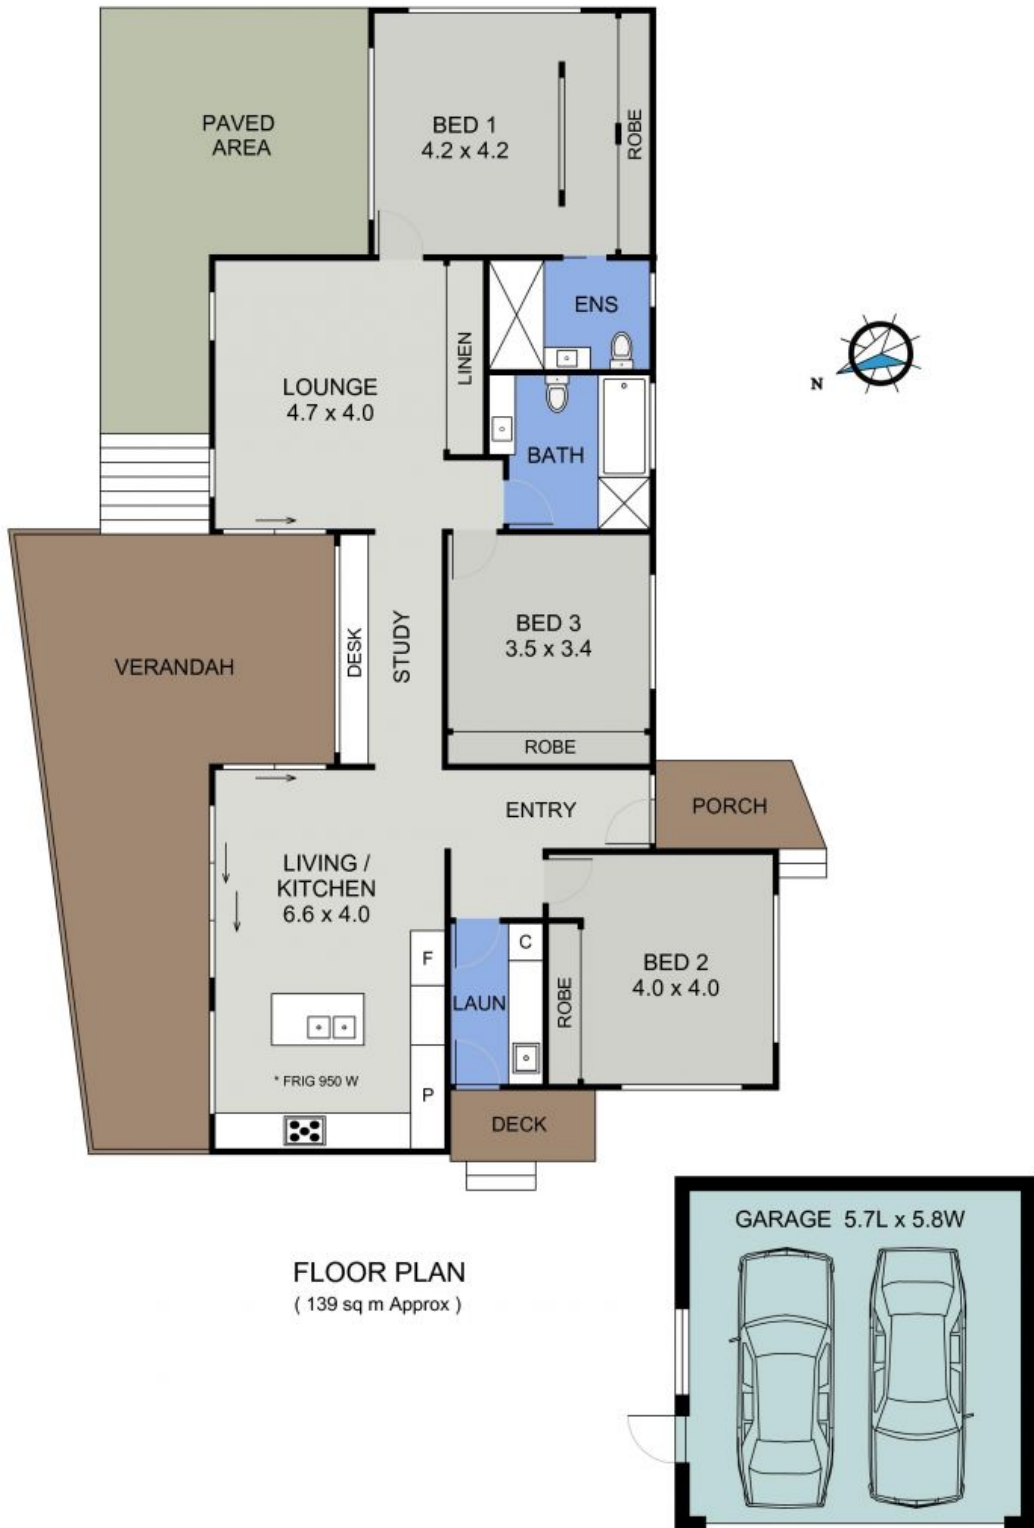 PAVED
AREA
BED 1
4.2 x 4.2
ROBE
ENS
LINEN
LOUNGE
4.7 x 4.0
N
BATH
BED 3
3.5 x 3.4
STUDY
DESK
VERANDAH
ROBE
ENTRY
PORCH
LIVING /
KITCHEN
6.6 x 4.0
F
C
BED 2
4.0 x 4.0
ROBE
LAUN
* FRIG 950 W
P
DECK
GARAGE 5.7L x 5.8W
FLOOR PLAN
( 139 sq m Approx )